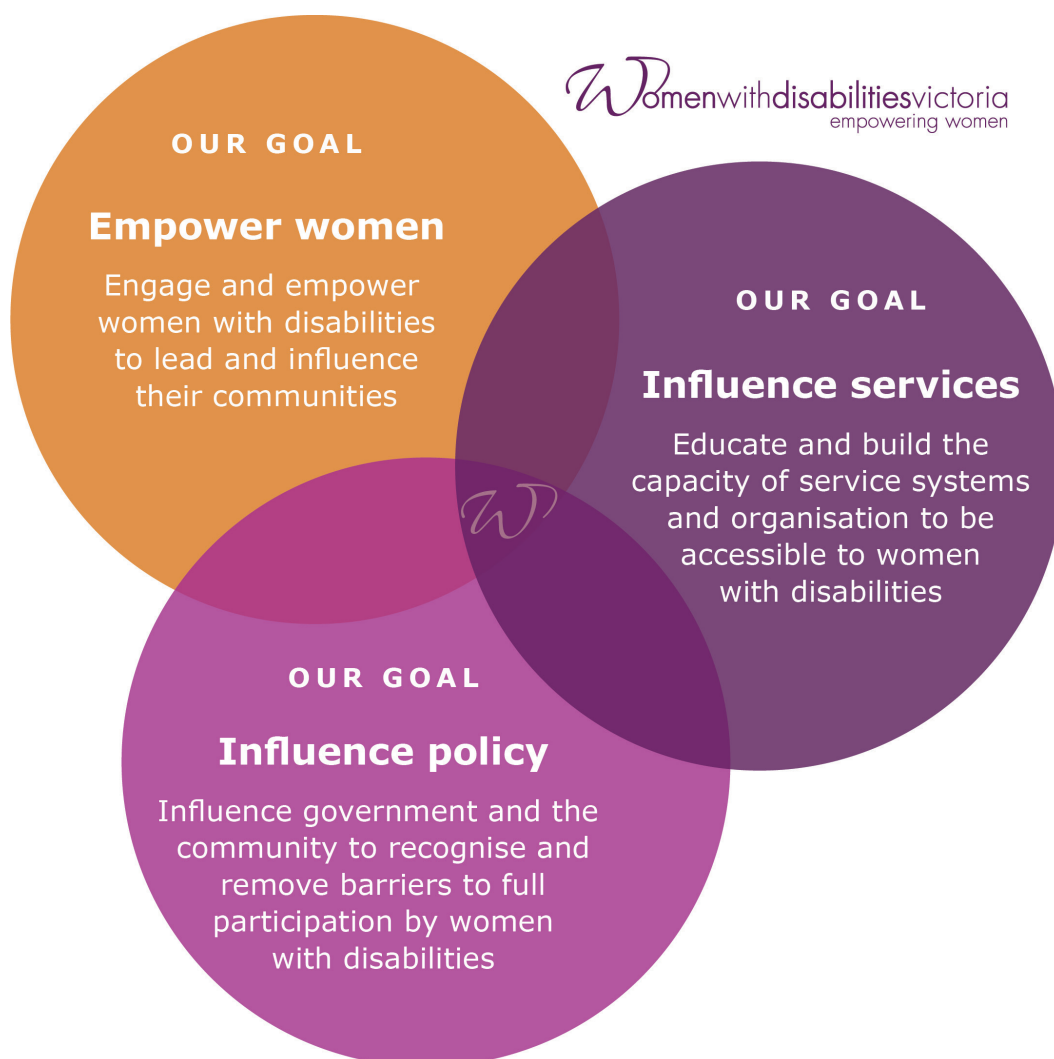 Womenwithdisabilitiesvictoria
empowering women
OUR GOAL
Empower women
Engage and empower
women with disabilities
to lead and influence
their communities
OUR GOAL
Influence services
Educate and build the
capacity of service systems
and organisation to be
accessible to women
with disabilities
W
OUR GOAL
Influence policy
Influence government and the
community to recognise and
remove barriers to full
participation by women
with disabilities